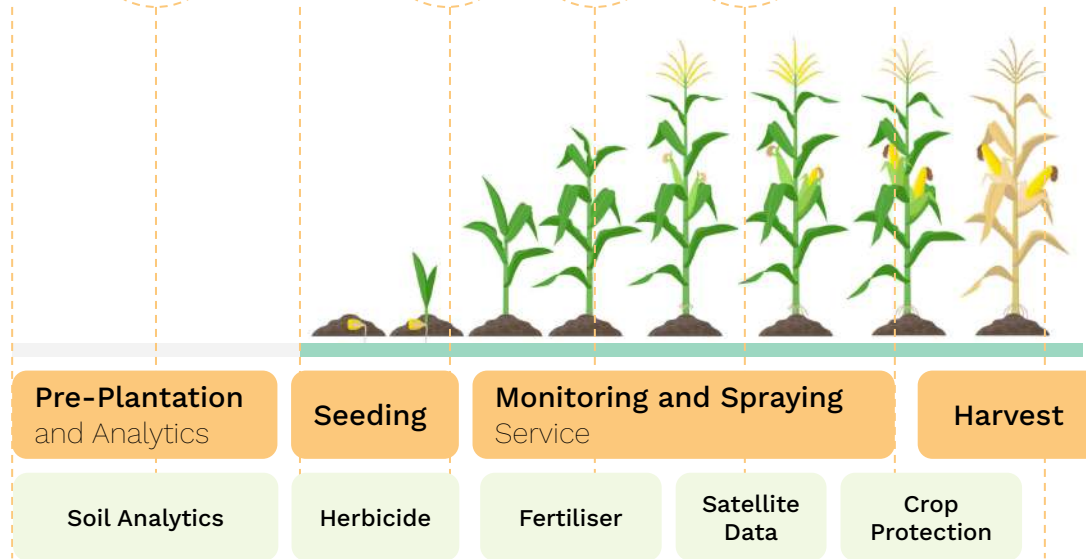 Pre-Plantation
and Analytics
Seeding
Monitoring and Spraying
Service
Harvest
Soil Analytics
Herbicide
Fertiliser
Satellite
Data
Crop
Protection